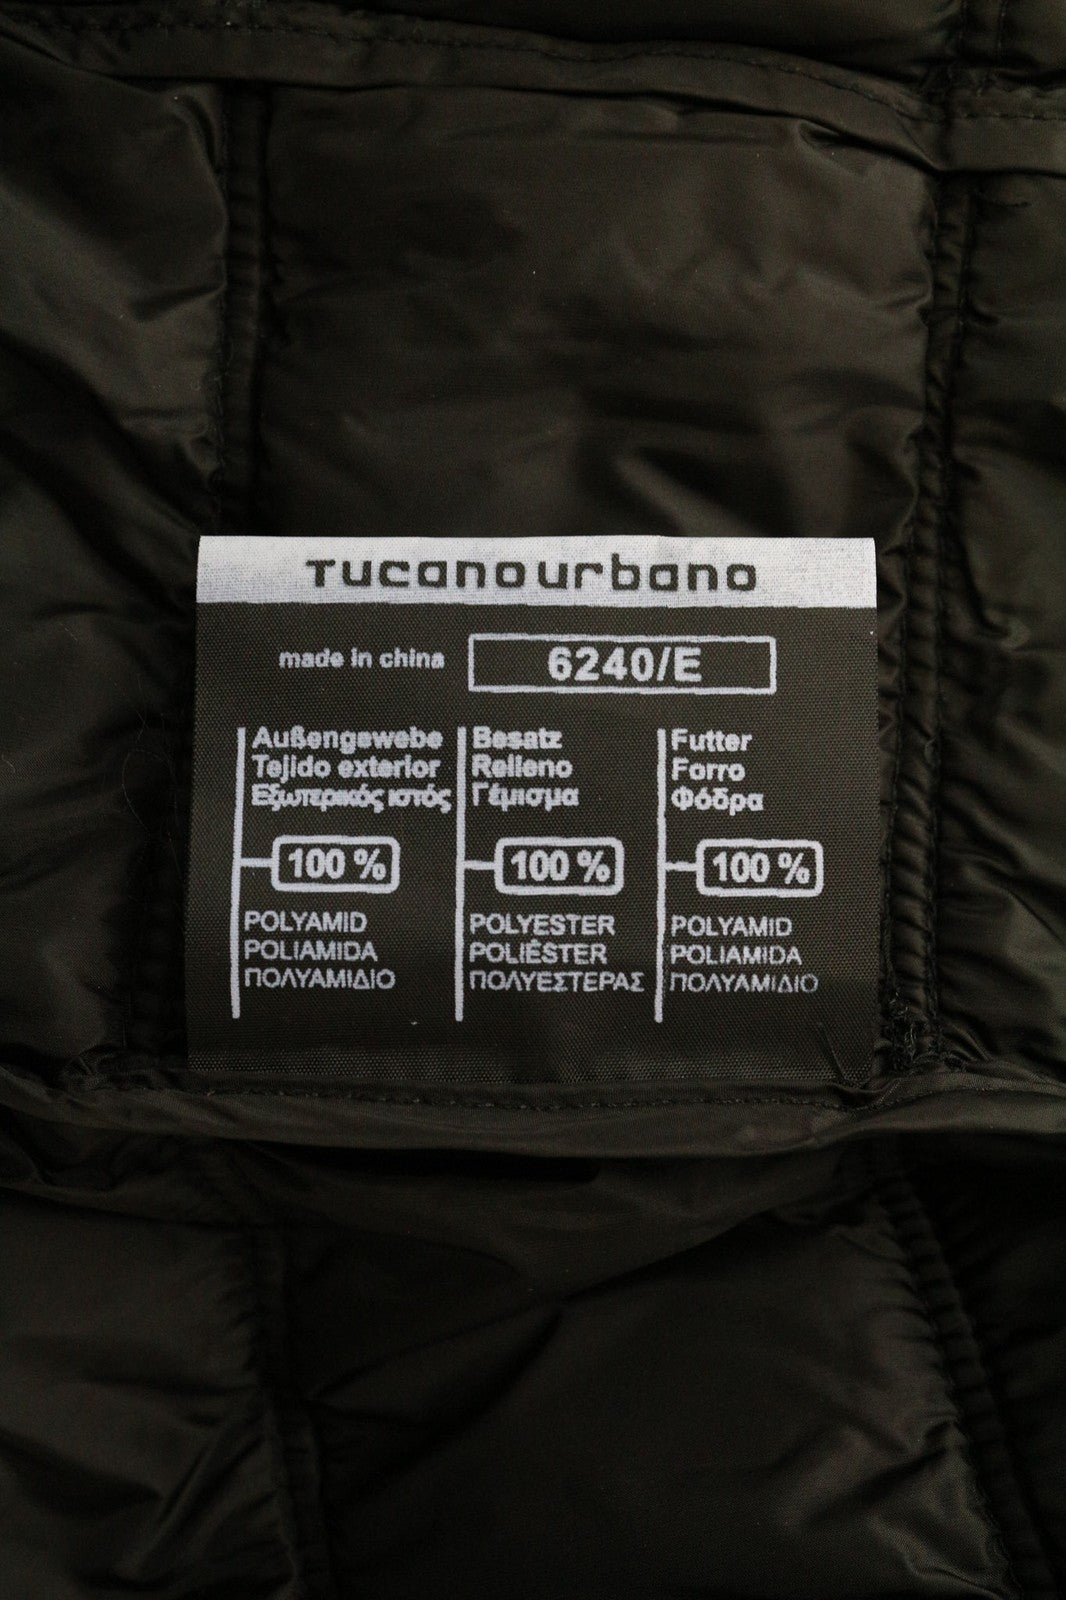 Tucanourbano
made in china
6240/E
Außengewebe
Tejido exterior
Εξωτερικός ιστός
100 %
POLYAMID
POLIAMIDA
ΠΟΛΥΑΜΙΔΙΟ
Besatz
Relleno
Γέμισμα
100 %
POLYESTER
POLIÉSTER
ΠΟΛΥΕΣΤΕΡΑΣ
Futter
Forro
Φόδρα
100 %
POLYAMID
POLIAMIDA
ΠΟΛΥΑΜΙΔΙΟ